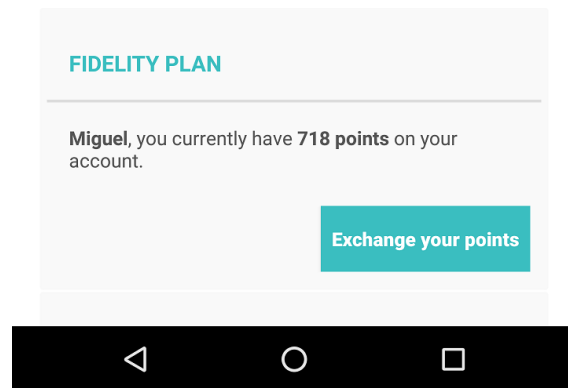 FIDELITY PLAN
Miguel, you currently have 718 points on your
account.
Exchange your points